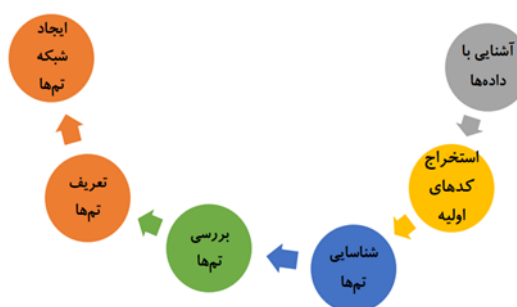 آشنایی با
داده‌ها
استخراج
کدهای
اولیه
شناسایی
تم‌ها
بررسی
تم‌ها
تعریف
تم‌ها
ایجاد
شبکه
تم‌ها